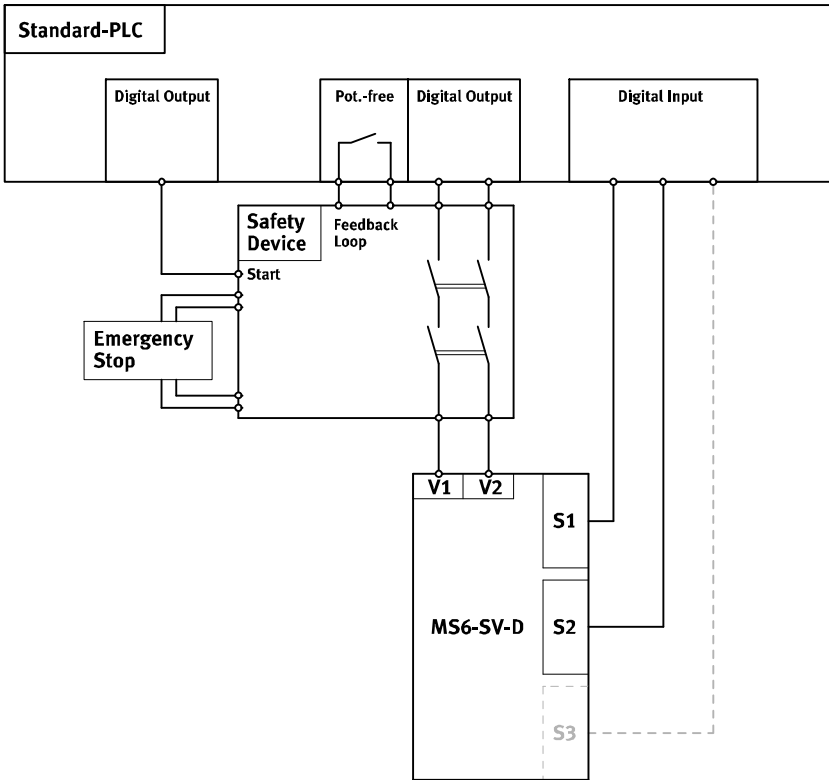 Standard-PLC
Digital Output
Pot.-free
Digital Output
Digital Input
Safety
Device
Feedback
Loop
Start
Emergency
Stop
V1
V2
S1
MS6-SV-D
S2
S3